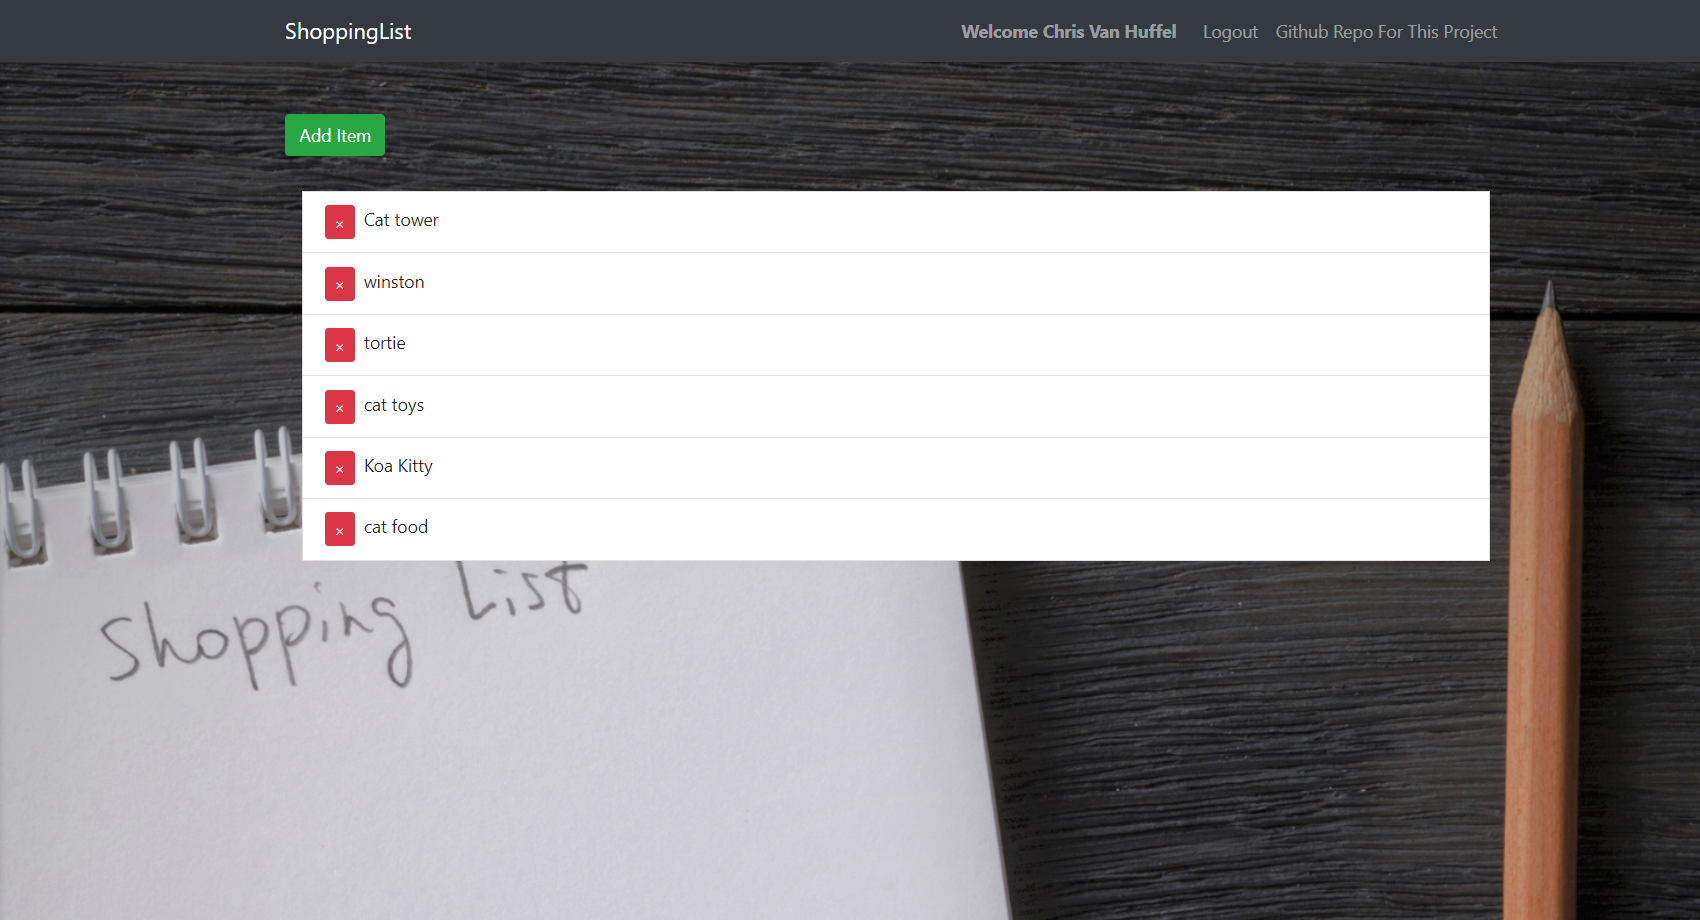 ShoppingList Welcome Chris Van Huffel Logout Github Repo For This Project
Add Item
× Cat tower
× winston
× tortie
× cat toys
× Koa Kitty
× cat food
Shopping List